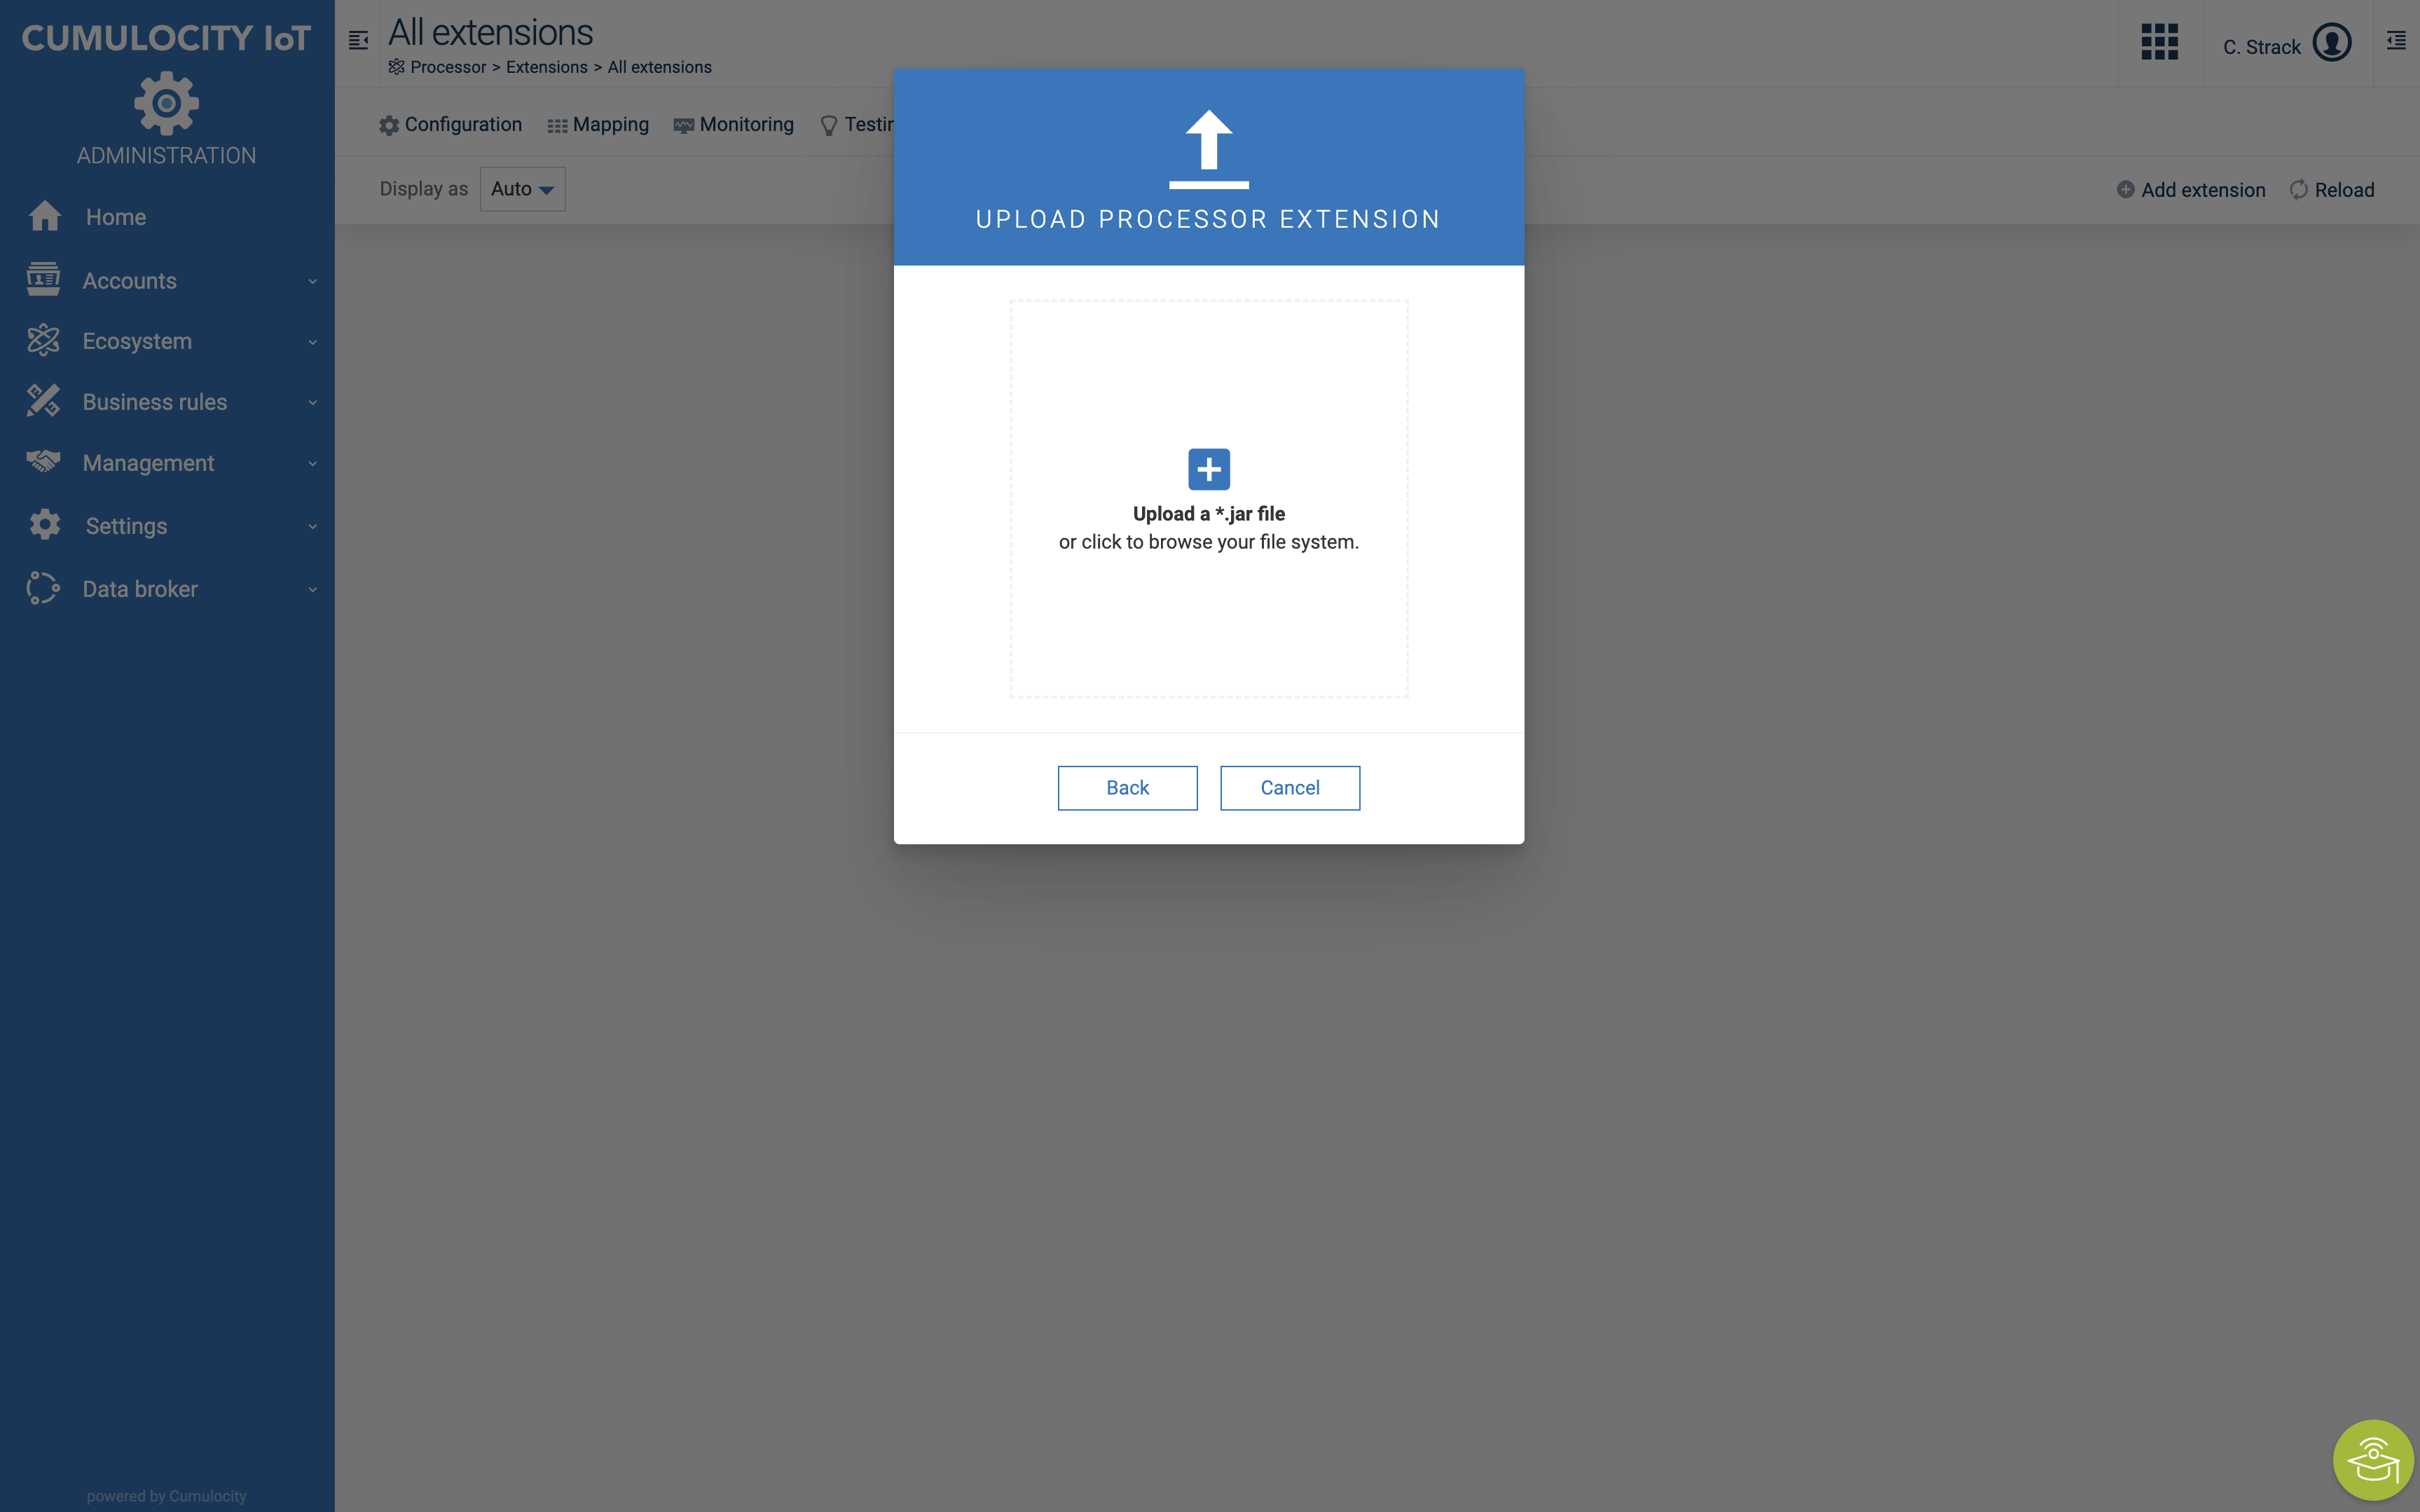 CUMULOCITY IoT
ADMINISTRATION
Home
Accounts
Ecosystem
Business rules
Management
Settings
Data broker
powered by Cumulocity
All extensions
Processor > Extensions > All extensions
C. Strack
Configuration Mapping Monitoring Testin
Display as Auto
Add extension Reload
UPLOAD PROCESSOR EXTENSION
Upload a *.jar file
or click to browse your file system.
Back Cancel